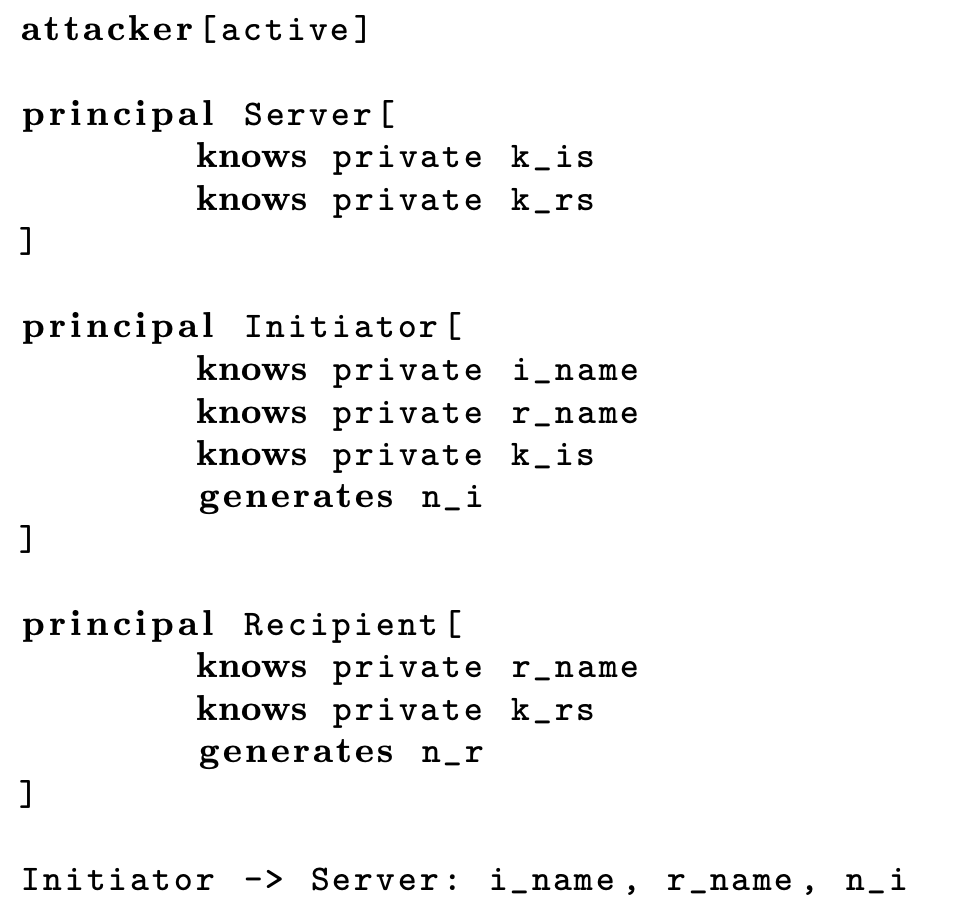 attacker[active]
principal Server[
knows private k_is
knows private k_rs
]
principal Initiator[
knows private i_name
knows private r_name
knows private k_is
generates n_i
]
principal Recipient[
knows private r_name
knows private k_rs
generates n_r
]
Initiator -> Server: i_name, r_name, n_i